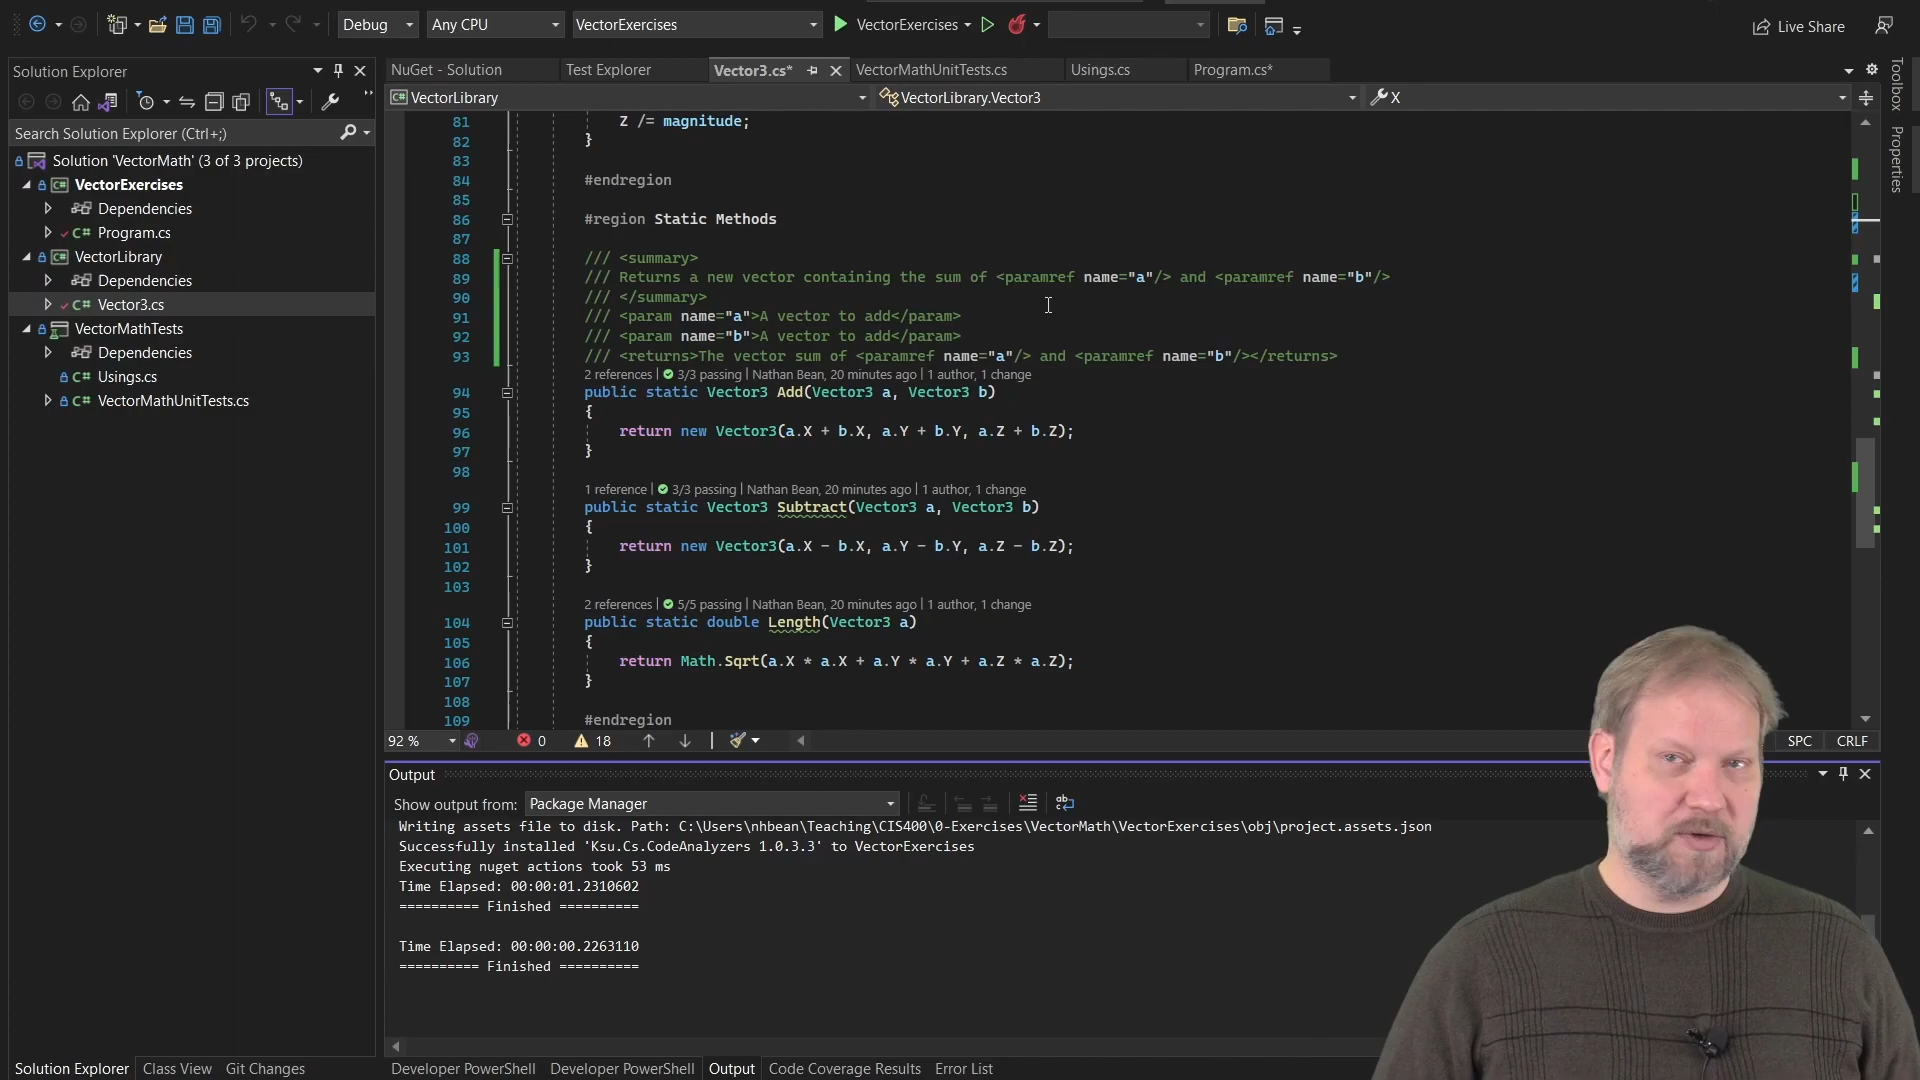 Debug
Any CPU
VectorExercises
VectorExercises
Live Share
Solution Explorer
Search Solution Explorer (Ctrl+;)
Solution 'VectorMath' (3 of 3 projects)
VectorExercises
Dependencies
C# Program.cs
VectorLibrary
Dependencies
C# Vector3.cs
VectorMathTests
Dependencies
C# Usings.cs
C# VectorMathUnitTests.cs
NuGet - Solution
Test Explorer
Vector3.cs*
VectorMathUnitTests.cs
Usings.cs
Program.cs*
VectorLibrary
VectorLibrary.Vector3
X
Toolbox
Properties
81 Z /= magnitude;
82 }
83
84 #endregion
85
86 #region Static Methods
87
88 /// <summary>
89 /// Returns a new vector containing the sum of <paramref name="a"/> and <paramref name="b"/>
90 /// </summary>
91 /// <param name="a">A vector to add</param>
92 /// <param name="b">A vector to add</param>
93 /// <returns>The vector sum of <paramref name="a"/> and <paramref name="b"/></returns>
2 references | 3/3 passing | Nathan Bean, 20 minutes ago | 1 author, 1 change
94 public static Vector3 Add(Vector3 a, Vector3 b)
95 {
96 return new Vector3(a.X + b.X, a.Y + b.Y, a.Z + b.Z);
97 }
98
1 reference | 3/3 passing | Nathan Bean, 20 minutes ago | 1 author, 1 change
99 public static Vector3 Subtract(Vector3 a, Vector3 b)
100 {
101 return new Vector3(a.X - b.X, a.Y - b.Y, a.Z - b.Z);
102 }
103
2 references | 5/5 passing | Nathan Bean, 20 minutes ago | 1 author, 1 change
104 public static double Length(Vector3 a)
105 {
106 return Math.Sqrt(a.X * a.X + a.Y * a.Y + a.Z * a.Z);
107 }
108
109 #endregion
92 % 0 18 SPC CRLF
Output
Show output from: Package Manager
Writing assets file to disk. Path: C:\Users\nhbean\Teaching\CIS400\0-Exercises\VectorMath\VectorExercises\obj\project.assets.json
Successfully installed 'Ksu.Cs.CodeAnalyzers 1.0.3.3' to VectorExercises
Executing nuget actions took 53 ms
Time Elapsed: 00:00:01.2310602
========== Finished ==========
Time Elapsed: 00:00:00.2263110
========== Finished ==========
Solution Explorer
Class View
Git Changes
Developer PowerShell
Developer PowerShell
Output
Code Coverage Results
Error List